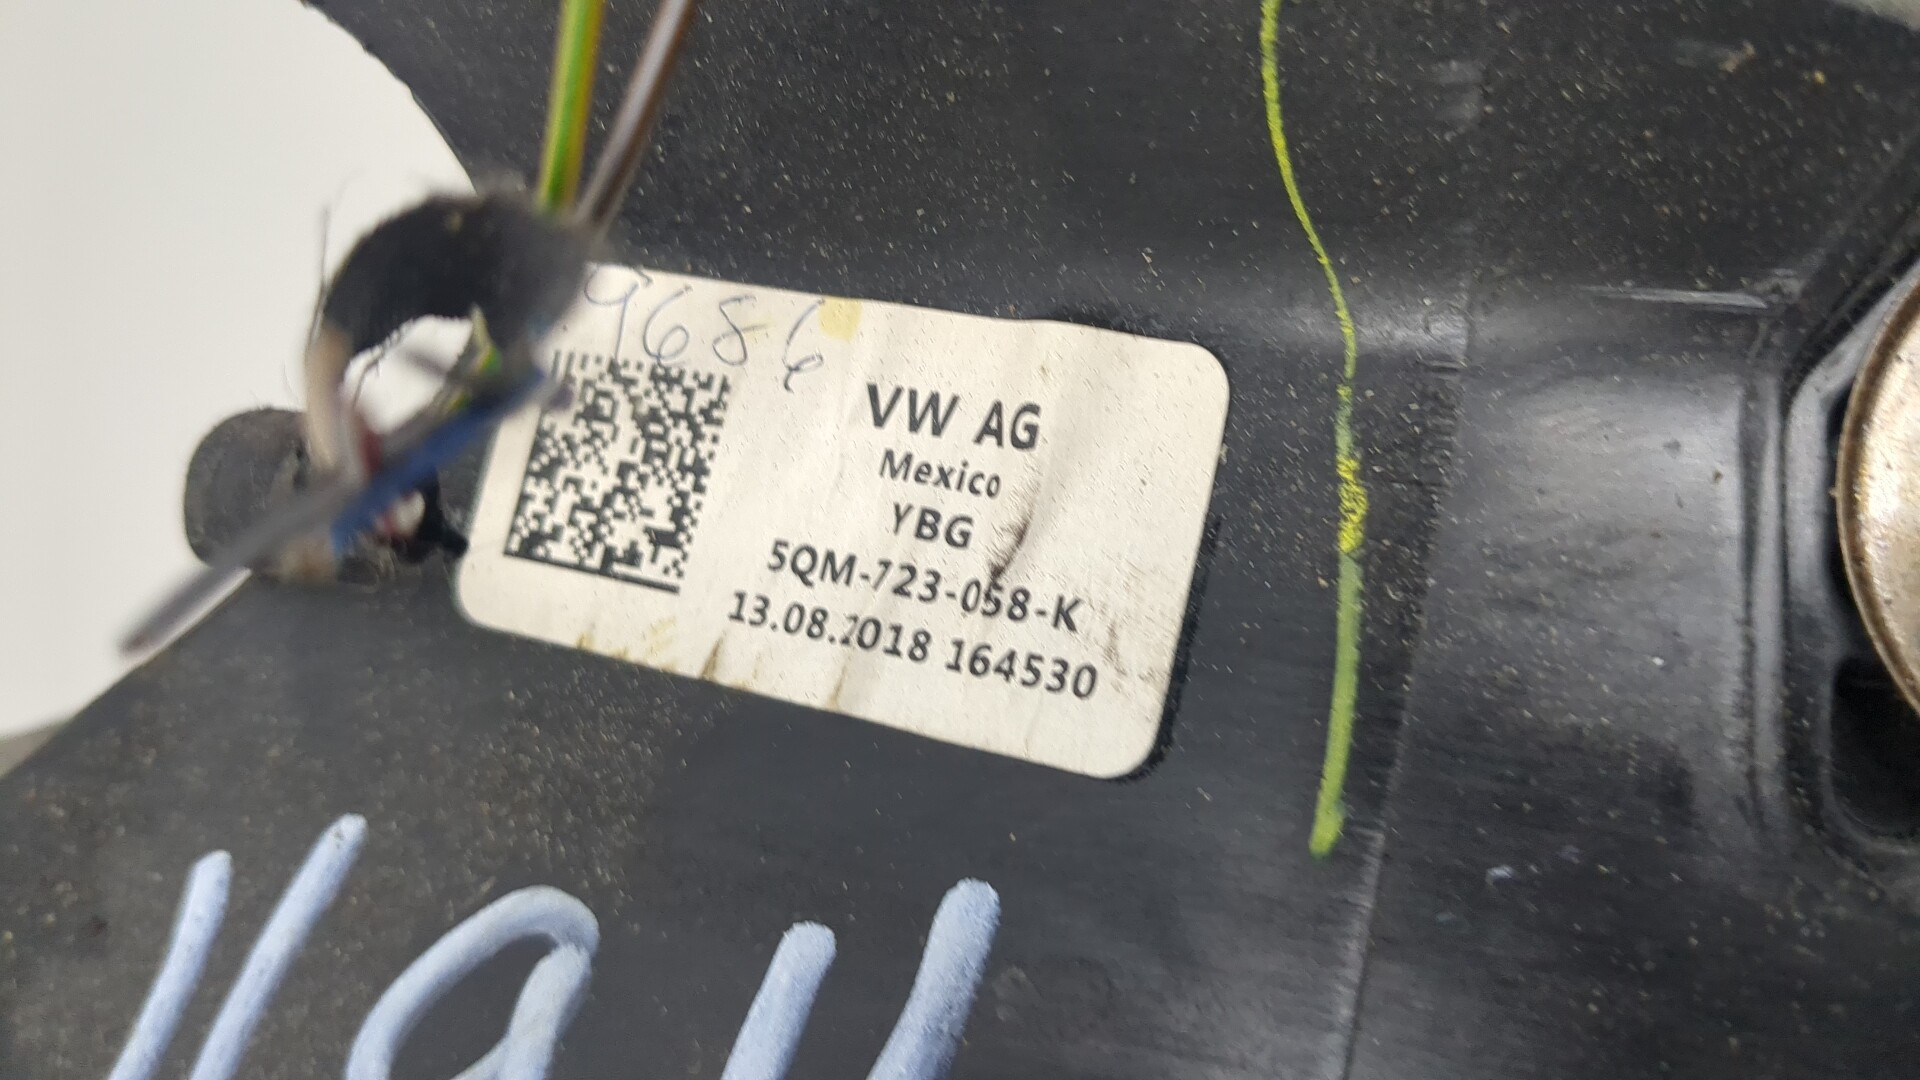 9686
VW AG
Mexico
YBG
5QM-723-058-K
13.08.2018 164530